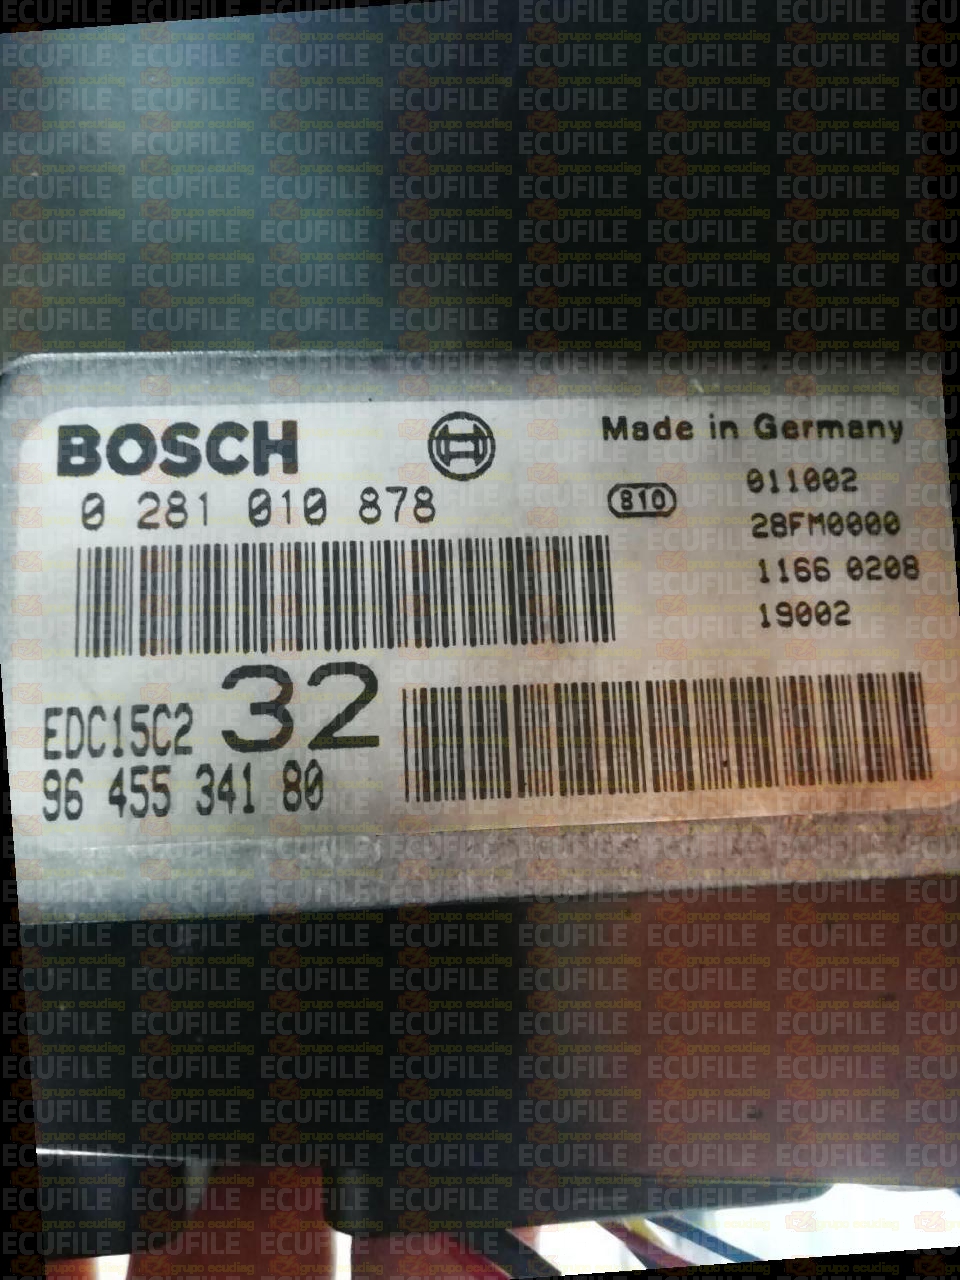 BOSCH
Made in Germany
0 281 010 878
810
011002
28FM0000
1166 0208
19002
EDC15C2 32
96 455 341 80
ECUFILE
grupo ecudiag